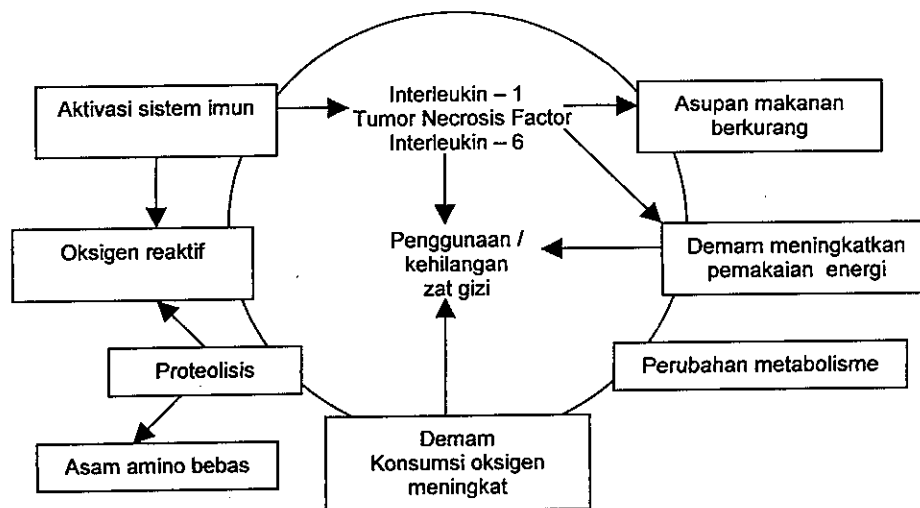 Aktivasi sistem imun
Interleukin – 1
Tumor Necrosis Factor
Interleukin – 6
Asupan makanan
berkurang
Oksigen reaktif
Penggunaan /
kehilangan
zat gizi
Demam meningkatkan
pemakaian energi
Proteolisis
Perubahan metabolisme
Asam amino bebas
Demam
Konsumsi oksigen
meningkat